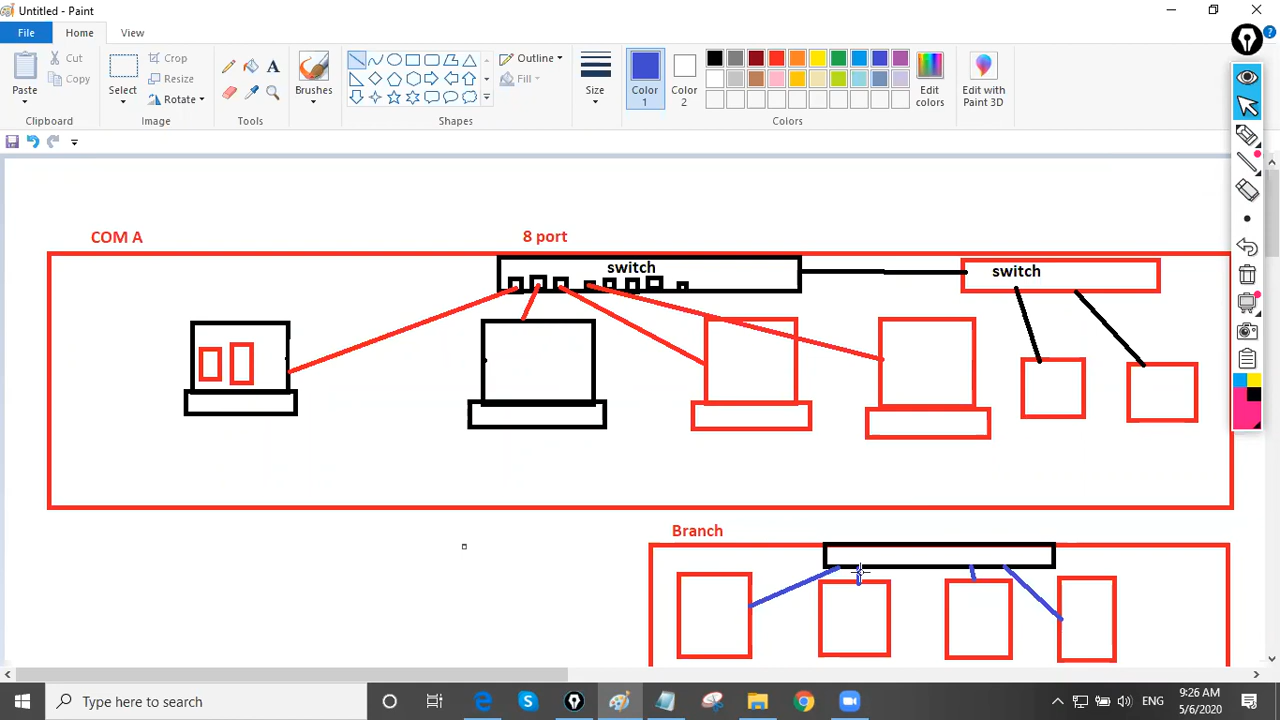 Untitled - Paint
File
Home
View
Paste
Cut
Copy
Clipboard
Select
Crop
Resize
Rotate
Image
A
Tools
Brushes
Outline
Fill
Shapes
Size
Color 1
Color 2
Edit colors
Colors
Edit with Paint 3D
COM A
8 port
switch
switch
Branch
Type here to search
ENG
9:26 AM
5/6/2020